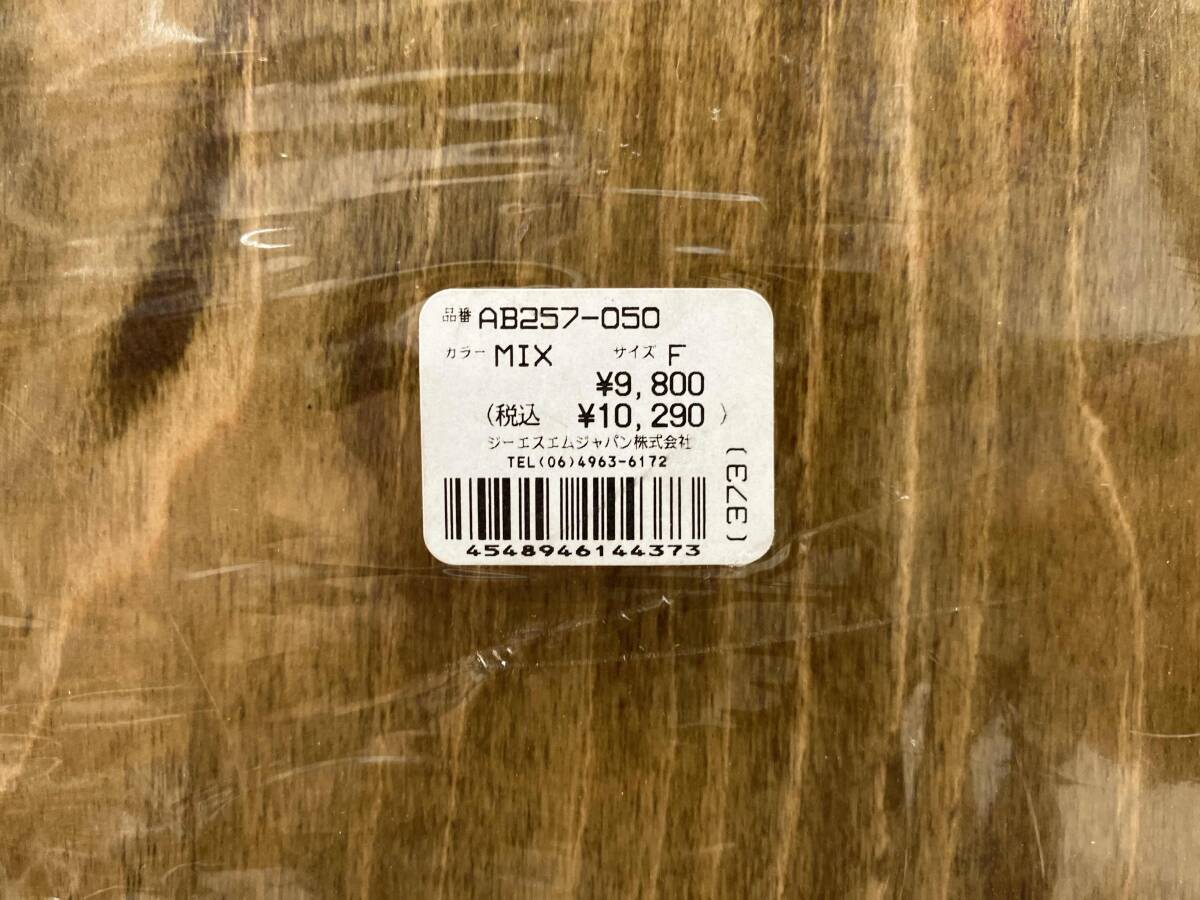 品番 AB257-050
カラー MIX サイズ F
¥9,800
(税込 ¥10,290 )
ジーエスエムジャパン株式会社
TEL(06)4963-6172
4548946144373
(373)